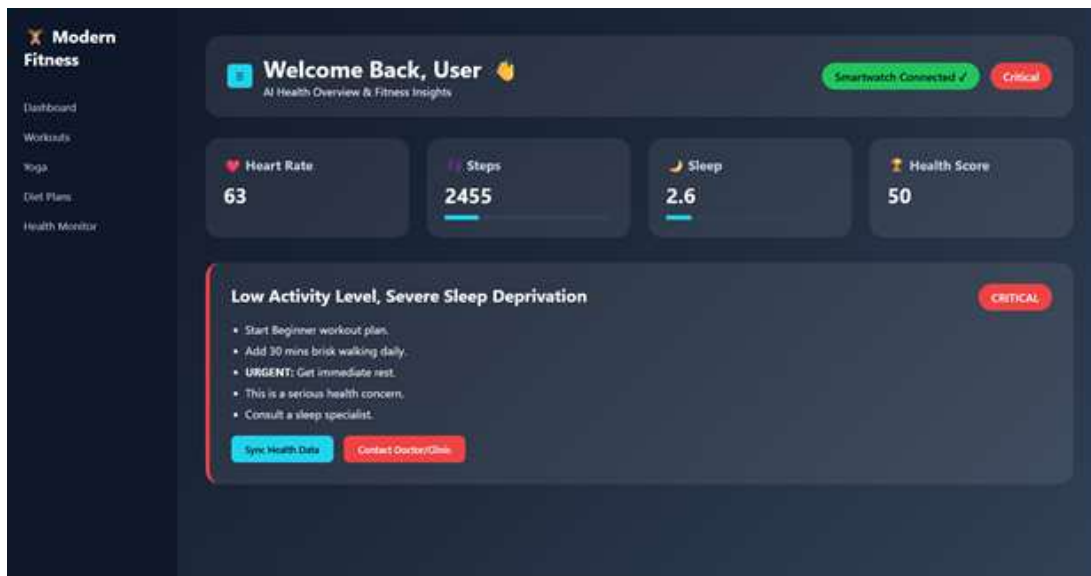 Modern
Fitness
Dashboard
Workouts
Yoga
Diet Plans
Health Monitor
Welcome Back, User
AI Health Overview & Fitness Insights
Smartwatch Connected ✓
Critical
Heart Rate
63
Steps
2455
Sleep
2.6
Health Score
50
Low Activity Level, Severe Sleep Deprivation
CRITICAL
• Start Beginner workout plan.
• Add 30 mins brisk walking daily.
• URGENT: Get immediate rest.
• This is a serious health concern.
• Consult a sleep specialist.
Sync Health Data
Contact Doctor/Clinic